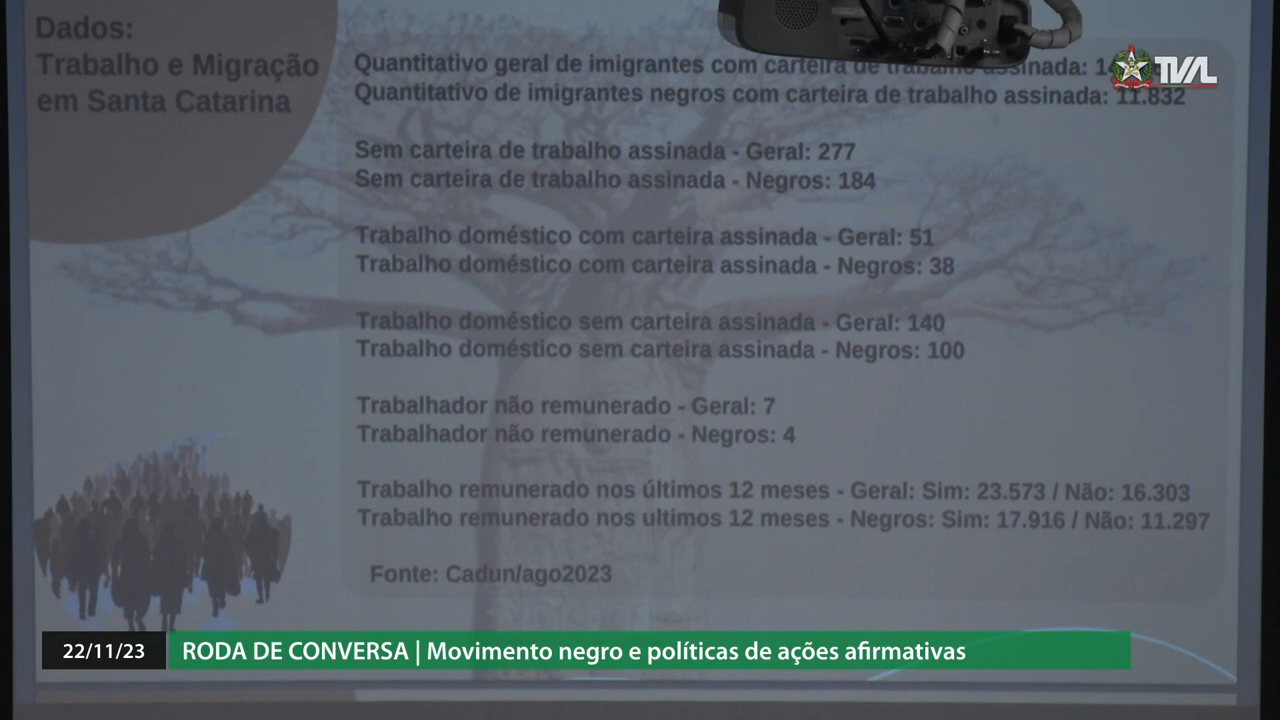 Dados:
Trabalho e Migração
em Santa Catarina
Quantitativo geral de imigrantes com carteira de trabalho assinada:
Quantitativo de imigrantes negros com carteira de trabalho assinada: 11.832
Sem carteira de trabalho assinada - Geral: 277
Sem carteira de trabalho assinada - Negros: 184
Trabalho doméstico com carteira assinada - Geral: 51
Trabalho doméstico com carteira assinada - Negros: 38
Trabalho doméstico sem carteira assinada - Geral: 140
Trabalho doméstico sem carteira assinada - Negros: 100
Trabalhador não remunerado - Geral: 7
Trabalhador não remunerado - Negros: 4
Trabalho remunerado nos últimos 12 meses - Geral: Sim: 23.573 / Não: 16.303
Trabalho remunerado nos ultimos 12 meses - Negros: Sim: 17.916 / Não: 11.297
Fonte: Cadun/ago2023
TVAL
22/11/23 RODA DE CONVERSA | Movimento negro e políticas de ações afirmativas